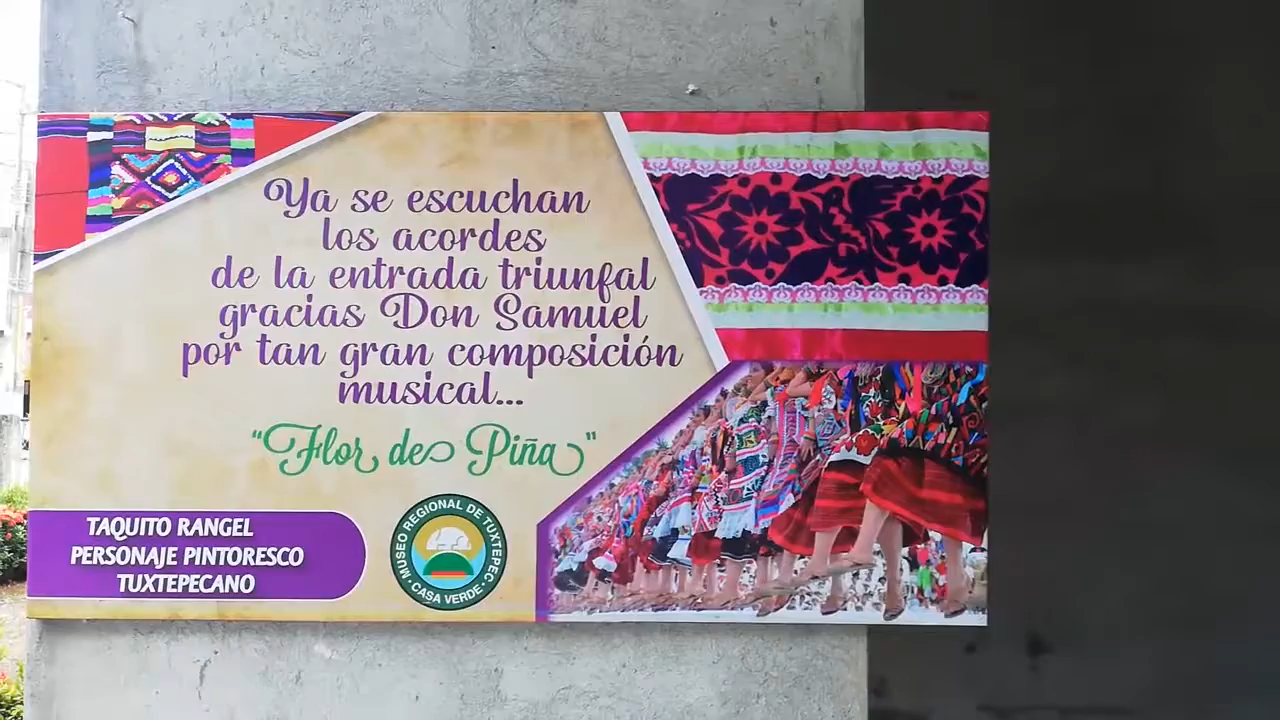 Ya se escuchan
los acordes
de la entrada triunfal
gracias Don Samuel
por tan gran composición
musical...
"Flor de Piña"
TAQUITO RANGEL
PERSONAJE PINTORESCO
TUXTEPECANO
MUSEO REGIONAL DE TUXTEPEC
• CASA VERDE •